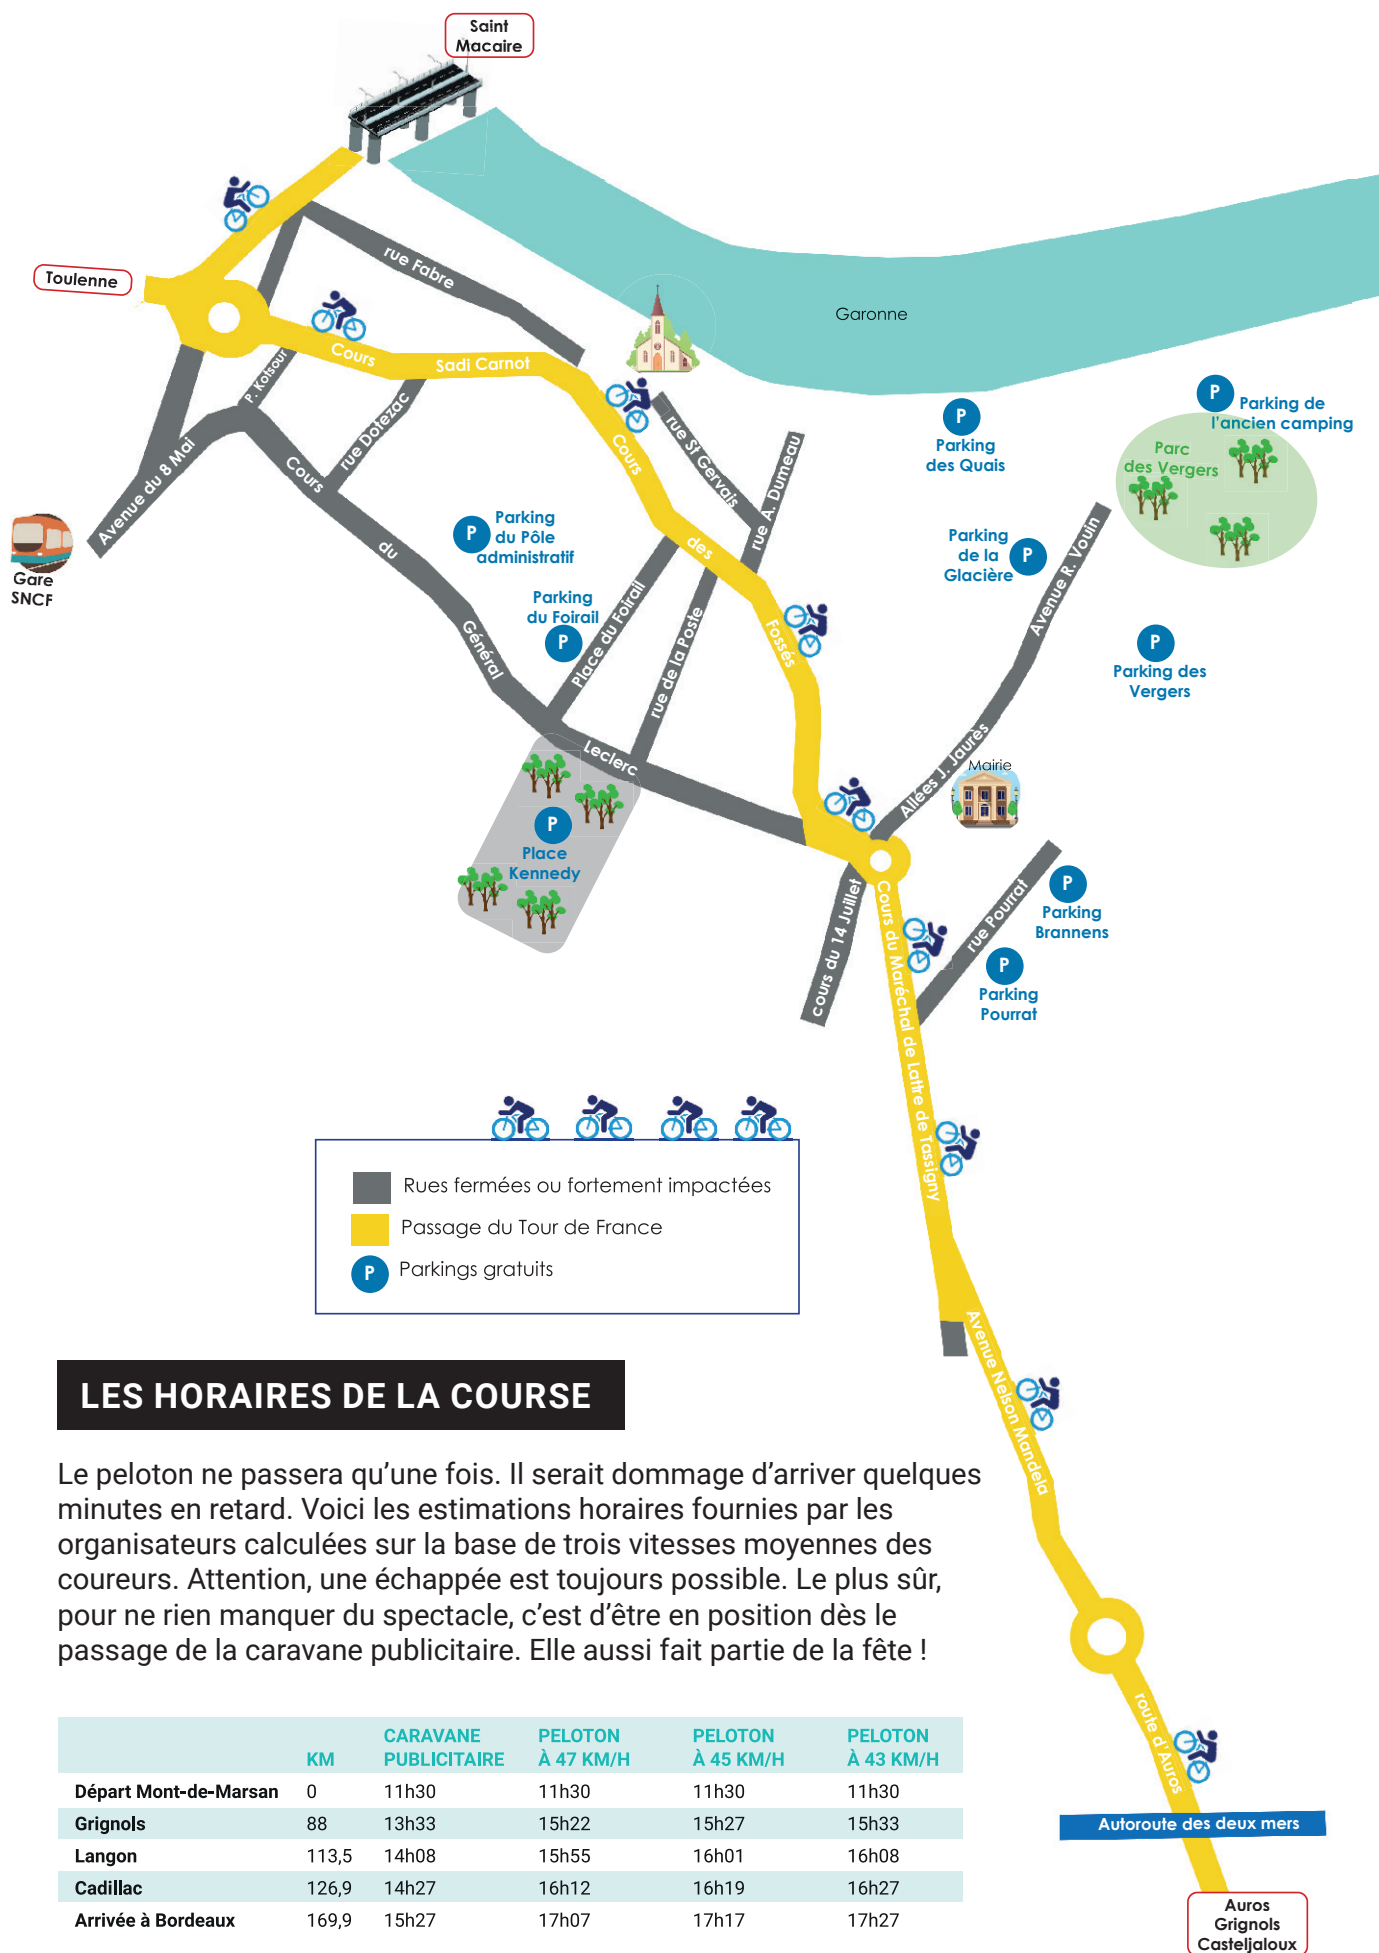 Saint
Macaire
Toulenne
rue Fabre
Garonne
Cours
Sadi Carnot
P. Koisour
rue Dotezac
Avenue du 8 Mai
Cours
du
Général
Leclerc
Cours
des
Fossés
rue St Gervais
rue A. Dumeau
P
Parking
des Quais
P
Parking de
l'ancien camping
Parc
des Vergers
Gare
SNCF
P
Parking
du Pôle
administratif
Parking
du Foirail
P
Place du Foirail
rue de la Poste
Parking
de la
Glacière
P
Avenue R. Vouin
P
Parking des
Vergers
Allées J. Jaurès
Mairie
P
Place
Kennedy
cours du 14 Juillet
Cours du Maréchal de Lattre de Tassigny
rue Pourrat
P
Parking
Brannens
P
Parking
Pourrat
Rues fermées ou fortement impactées
Passage du Tour de France
P Parkings gratuits
Avenue Nelson Mandela
LES HORAIRES DE LA COURSE
Le peloton ne passera qu'une fois. Il serait dommage d'arriver quelques
minutes en retard. Voici les estimations horaires fournies par les
organisateurs calculées sur la base de trois vitesses moyennes des
coureurs. Attention, une échappée est toujours possible. Le plus sûr,
pour ne rien manquer du spectacle, c'est d'être en position dès le
passage de la caravane publicitaire. Elle aussi fait partie de la fête !
route d'Auros
Autoroute des deux mers
Auros
Grignols
Casteljaloux
KM CARAVANE PUBLICITAIRE PELOTON À 47 KM/H PELOTON À 45 KM/H PELOTON À 43 KM/H
Départ Mont-de-Marsan 0 11h30 11h30 11h30 11h30
Grignols 88 13h33 15h22 15h27 15h33
Langon 113,5 14h08 15h55 16h01 16h08
Cadillac 126,9 14h27 16h12 16h19 16h27
Arrivée à Bordeaux 169,9 15h27 17h07 17h17 17h27